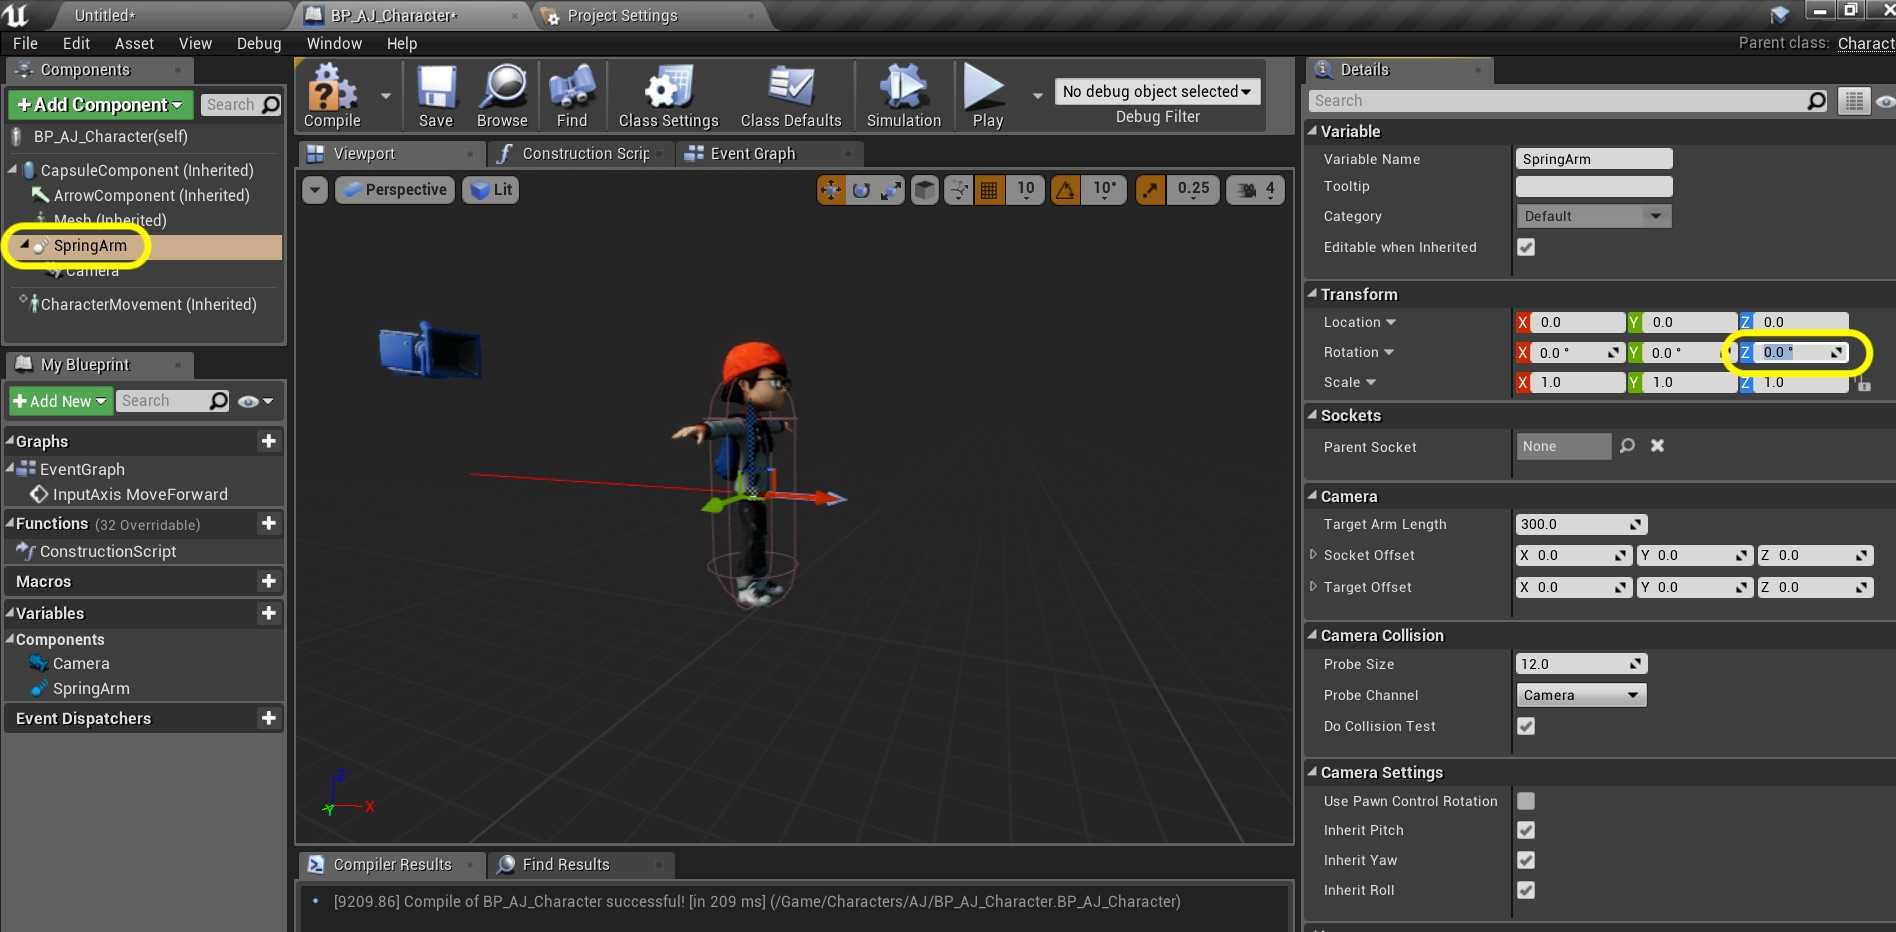 Untitled*
BP_AJ_Character*
Project Settings
File Edit Asset View Debug Window Help
Parent class: Charact
Components
Add Component
Search
BP_AJ_Character(self)
CapsuleComponent (Inherited)
ArrowComponent (Inherited)
Mesh (Inherited)
SpringArm
Camera
CharacterMovement (Inherited)
My Blueprint
Add New
Search
Graphs
EventGraph
InputAxis MoveForward
Functions (32 Overridable)
ConstructionScript
Macros
Variables
Components
Camera
SpringArm
Event Dispatchers
Compile
Save
Browse
Find
Class Settings
Class Defaults
Simulation
Play
No debug object selected
Debug Filter
Viewport
Construction Scrip
Event Graph
Perspective
Lit
10
10°
0.25
4
Z
X
Y
Compiler Results
Find Results
[9209.86] Compile of BP_AJ_Character successful! [in 209 ms] (/Game/Characters/AJ/BP_AJ_Character.BP_AJ_Character)
Details
Search
Variable
Variable Name SpringArm
Tooltip
Category Default
Editable when Inherited
Transform
Location X 0.0 Y 0.0 Z 0.0
Rotation X 0.0 ° Y 0.0 ° Z 0.0 °
Scale X 1.0 Y 1.0 Z 1.0
Sockets
Parent Socket None
Camera
Target Arm Length 300.0
Socket Offset X 0.0 Y 0.0 Z 0.0
Target Offset X 0.0 Y 0.0 Z 0.0
Camera Collision
Probe Size 12.0
Probe Channel Camera
Do Collision Test
Camera Settings
Use Pawn Control Rotation
Inherit Pitch
Inherit Yaw
Inherit Roll